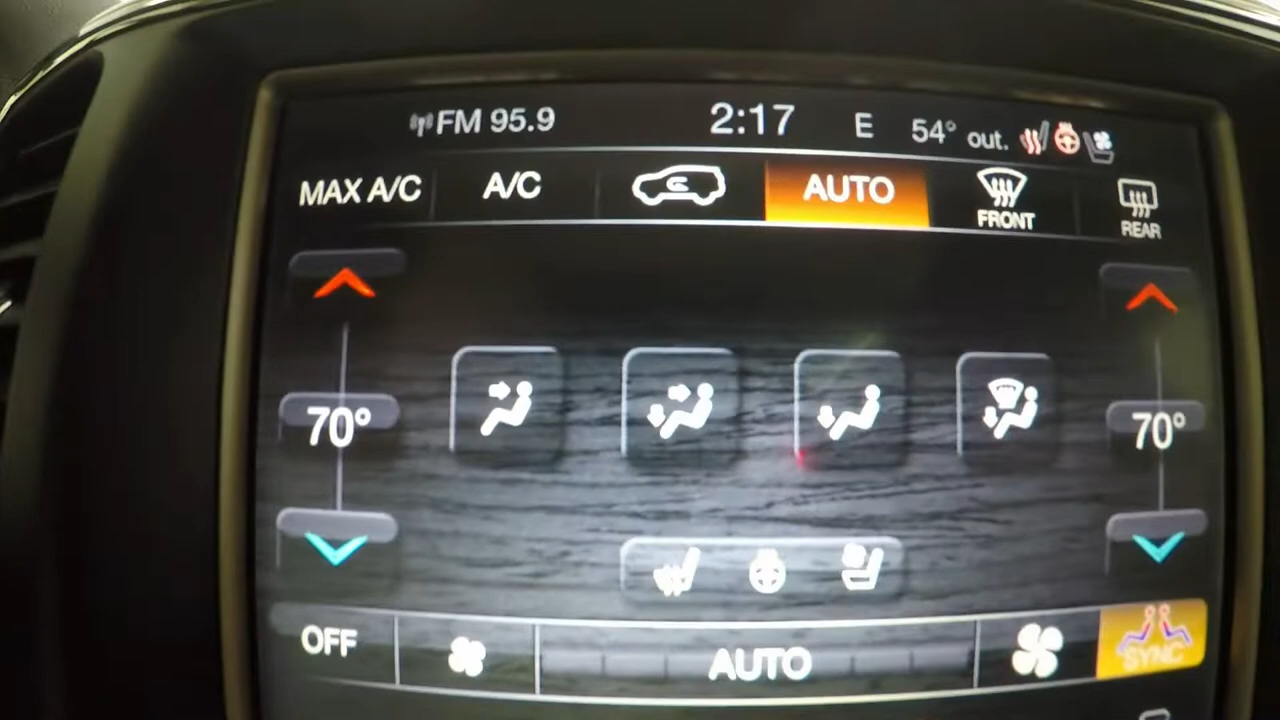 FM 95.9 2:17 E 54° out.
MAX A/C A/C AUTO FRONT REAR
70° 70°
OFF AUTO SYNC